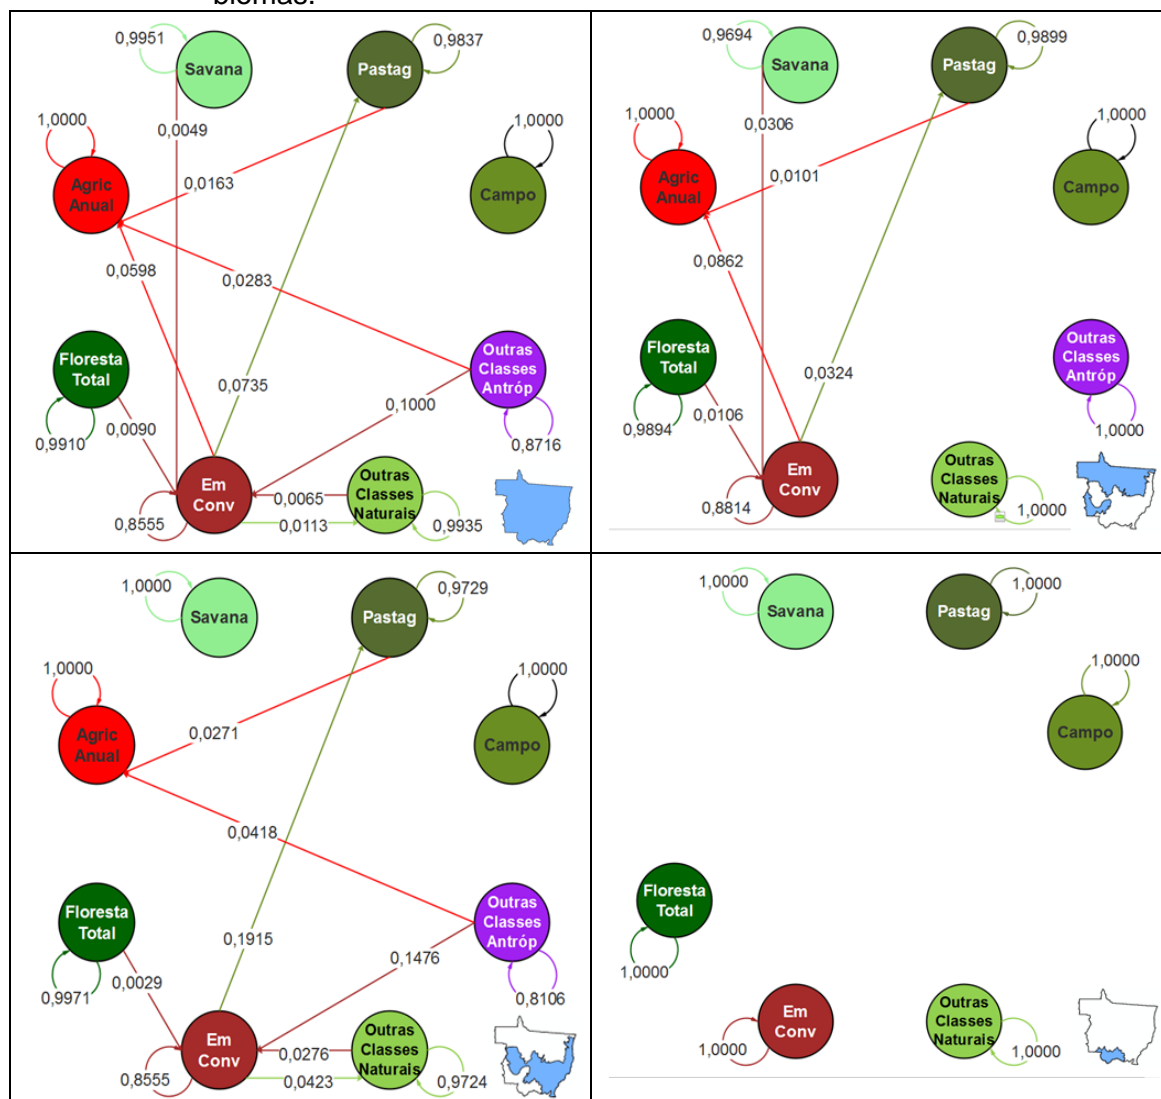 biomas.
0,9951
Savana
Pastag
0,9837
0,0049
1,0000
1,0000
Agric
Anual
0,0163
Campo
0,0598
0,0283
Floresta
Total
Outras
Classes
Antróp
0,0735
0,1000
0,9910
0,0090
0,8716
Em
Conv
0,0065
Outras
Classes
Naturais
0,8555
0,0113
0,9935
0,9694
Savana
Pastag
0,9899
0,0306
1,0000
1,0000
Agric
Anual
0,0101
Campo
0,0862
Floresta
Total
Outras
Classes
Antróp
0,0324
0,9894
0,0106
1,0000
Em
Conv
Outras
Classes
Naturais
0,8814
1,0000
1,0000
Savana
Pastag
0,9729
1,0000
1,0000
Agric
Anual
0,0271
Campo
0,0418
Floresta
Total
Outras
Classes
Antróp
0,1915
0,1476
0,9971
0,0029
0,8106
Em
Conv
0,0276
Outras
Classes
Naturais
0,8555
0,0423
0,9724
1,0000
Savana
Pastag
1,0000
1,0000
Campo
Floresta
Total
1,0000
Em
Conv
Outras
Classes
Naturais
1,0000
1,0000